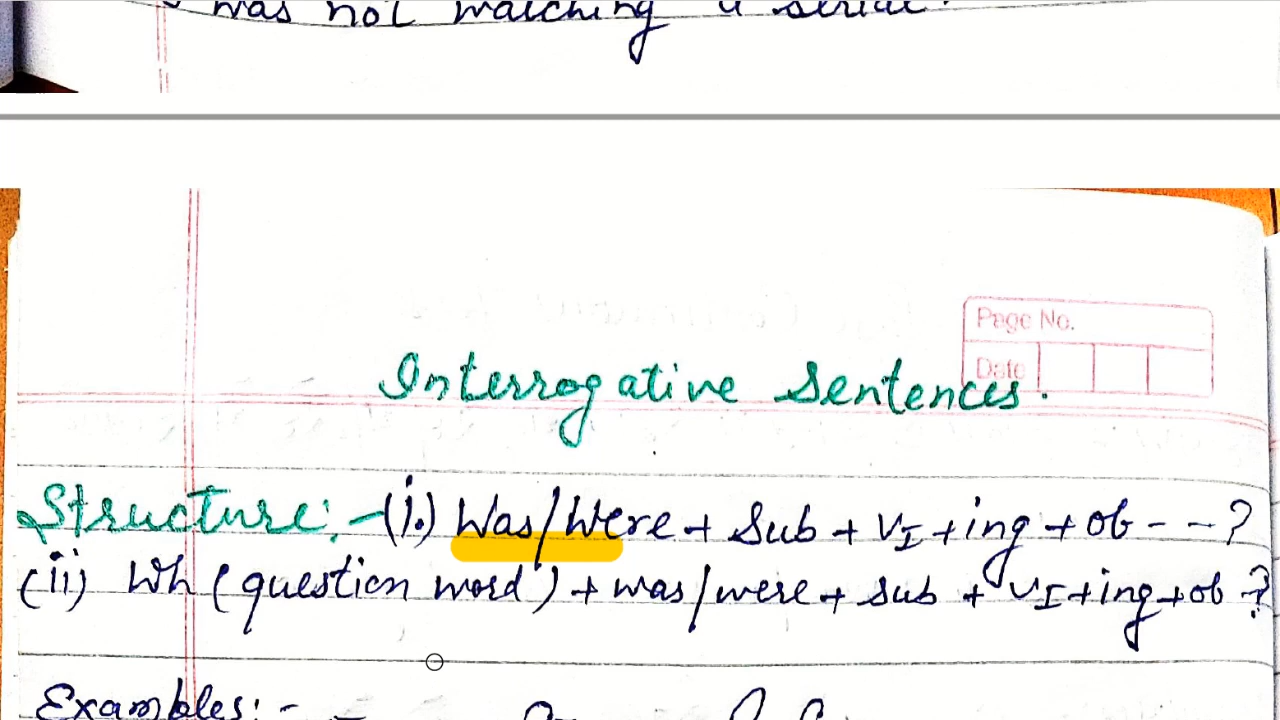 was not watching a serial.
Page No.
Date
Interrogative Sentences.
Structure:-(i.) Was/Were + Sub + VI + ing + ob - - ?
(ii) Wh (question word) + was/were + sub + VI + ing + ob ?
Examples:-